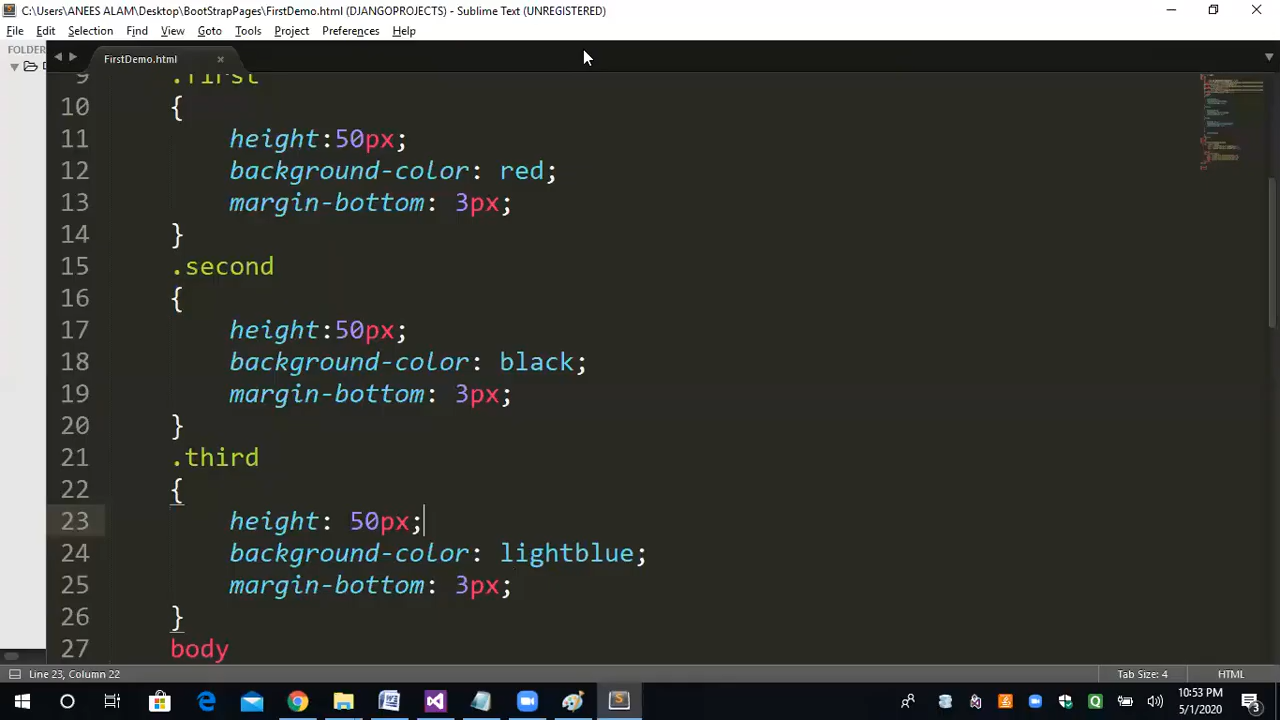 C:\Users\ANEES ALAM\Desktop\BootStrapPages\FirstDemo.html (DJANGOPROJECTS) - Sublime Text (UNREGISTERED)
File Edit Selection Find View Goto Tools Project Preferences Help
FOLDER
FirstDemo.html
9 .first
10 {
11 height:50px;
12 background-color: red;
13 margin-bottom: 3px;
14 }
15 .second
16 {
17 height:50px;
18 background-color: black;
19 margin-bottom: 3px;
20 }
21 .third
22 {
23 height: 50px;
24 background-color: lightblue;
25 margin-bottom: 3px;
26 }
27 body
Line 23, Column 22 Tab Size: 4 HTML
10:53 PM
5/1/2020
3